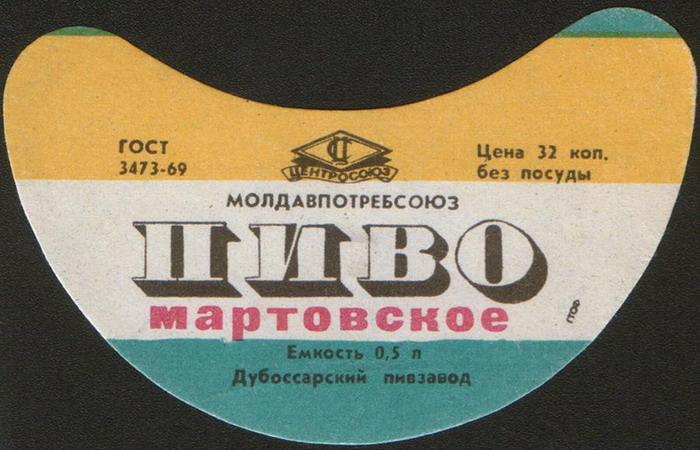 ГОСТ
3473-69
ЦЕНТРОСОЮЗ
Цена 32 коп.
без посуды
МОЛДАВПОТРЕБСОЮЗ
ПИВО
мартовское
Емкость 0,5 л
Дубоссарский пивзавод